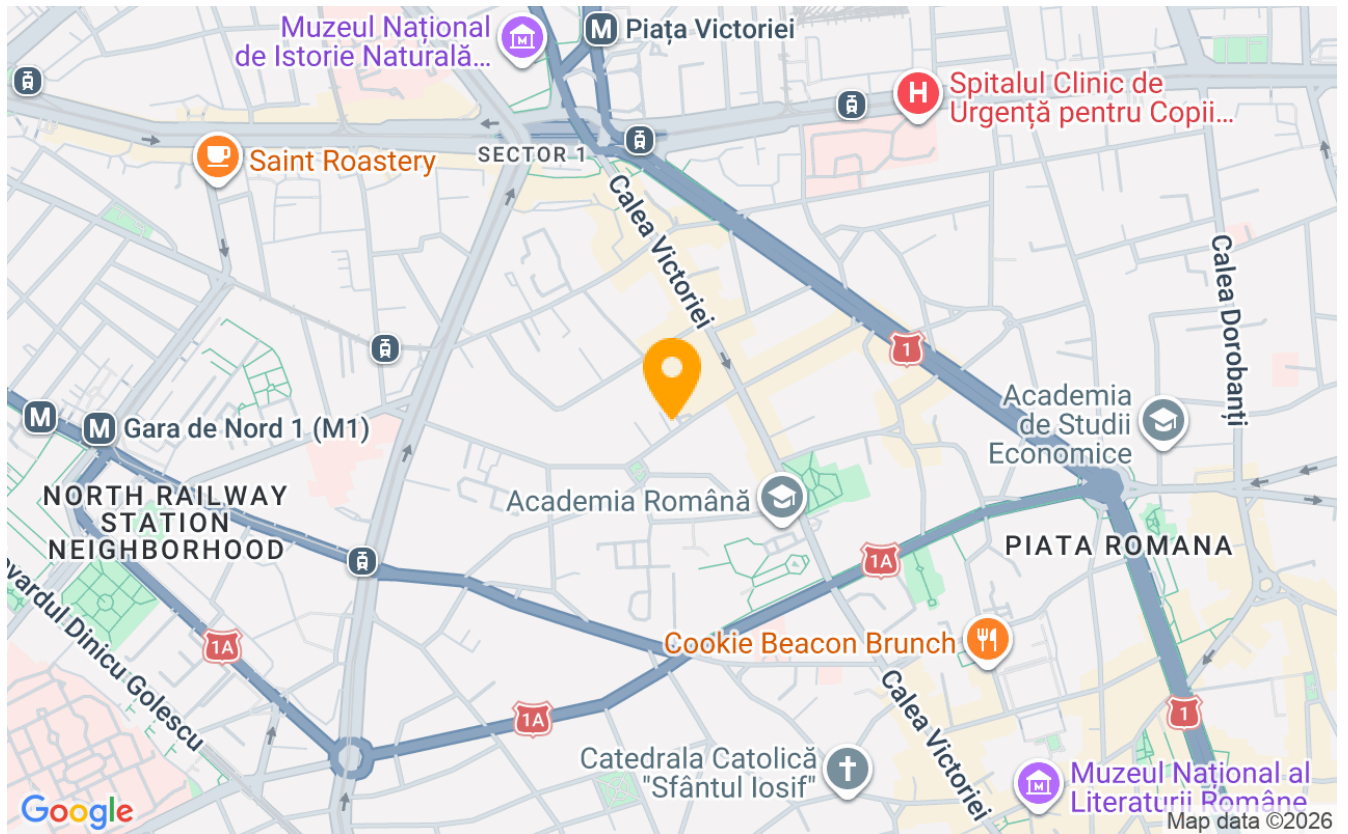 Muzeul Național
de Istorie Naturală...
M
Piața Victoriei
H
Spitalul Clinic de
Urgență pentru Copii...
Saint Roastery
SECTOR 1
Calea Victoriei
Calea Dorobanți
1
M
M
Gara de Nord 1 (M1)
Academia
de Studii
Economice
NORTH RAILWAY
STATION
NEIGHBORHOOD
Academia Română
PIATA ROMANA
1A
1A
Cookie Beacon Brunch
evardul Dinicu Golescu
1A
1
Calea Victoriei
Catedrala Catolică
"Sfântul Iosif"
Muzeul Național al
Literaturii Române
Google
Map data ©2026